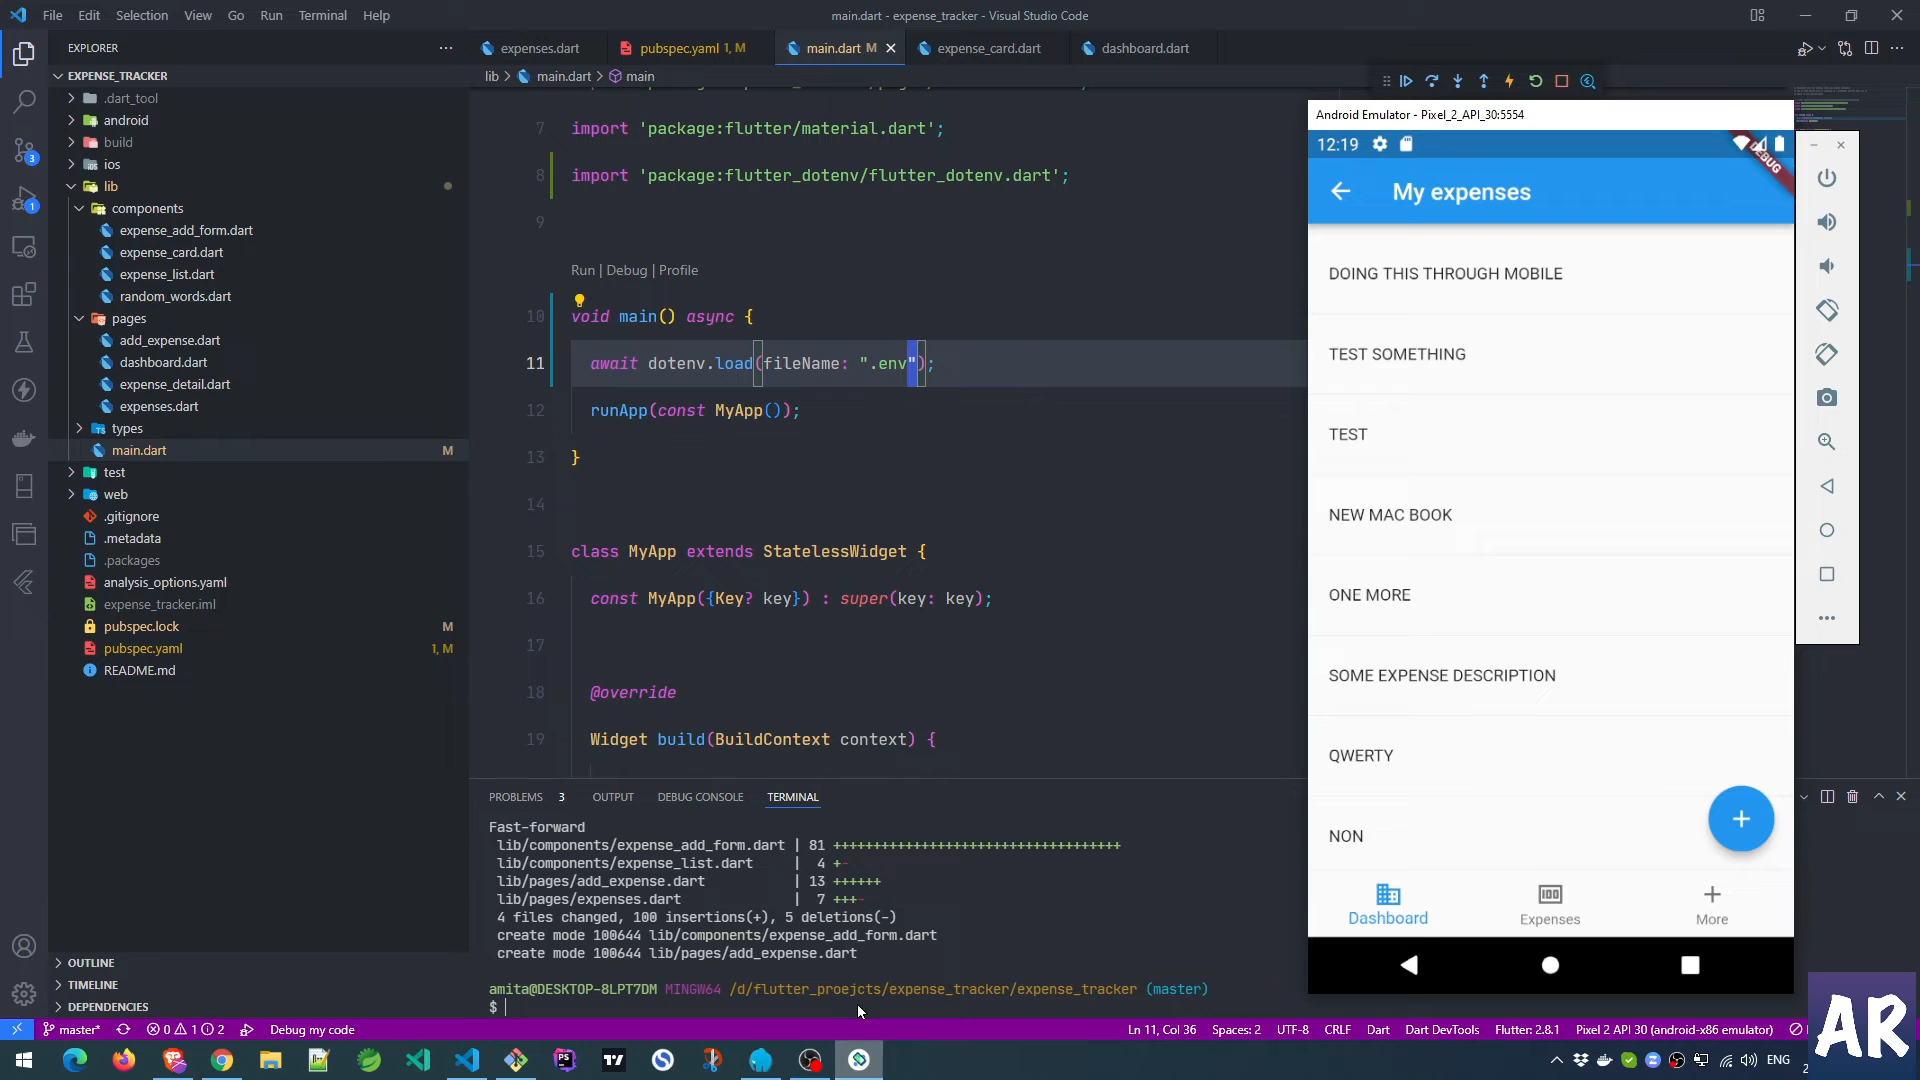 File Edit Selection View Go Run Terminal Help
main.dart - expense_tracker - Visual Studio Code
EXPLORER
EXPENSE_TRACKER
.dart_tool
android
build
ios
lib
components
expense_add_form.dart
expense_card.dart
expense_list.dart
random_words.dart
pages
add_expense.dart
dashboard.dart
expense_detail.dart
expenses.dart
types
main.dart M
test
web
.gitignore
.metadata
.packages
analysis_options.yaml
expense_tracker.iml
pubspec.lock M
pubspec.yaml 1, M
README.md
OUTLINE
TIMELINE
DEPENDENCIES
3
1
expenses.dart pubspec.yaml 1, M main.dart M expense_card.dart dashboard.dart
lib > main.dart > main
7 import 'package:flutter/material.dart';
8 import 'package:flutter_dotenv/flutter_dotenv.dart';
9
Run | Debug | Profile
10 void main() async {
11 await dotenv.load(fileName: ".env");
12 runApp(const MyApp());
13 }
14
15 class MyApp extends StatelessWidget {
16 const MyApp({Key? key}) : super(key: key);
17
18 @override
19 Widget build(BuildContext context) {
PROBLEMS 3 OUTPUT DEBUG CONSOLE TERMINAL
Fast-forward
lib/components/expense_add_form.dart | 81 ++++++++++++++++++++++++++++++++++++
lib/components/expense_list.dart | 4 +-
lib/pages/add_expense.dart | 13 ++++++
lib/pages/expenses.dart | 7 +++-
4 files changed, 100 insertions(+), 5 deletions(-)
create mode 100644 lib/components/expense_add_form.dart
create mode 100644 lib/pages/add_expense.dart
amita@DESKTOP-8LPT7DM MINGW64 /d/flutter_proejcts/expense_tracker/expense_tracker (master)
$
Android Emulator - Pixel_2_API_30:5554
12:19
DEBUG
My expenses
DOING THIS THROUGH MOBILE
TEST SOMETHING
TEST
NEW MAC BOOK
ONE MORE
SOME EXPENSE DESCRIPTION
QWERTY
NON
Dashboard Expenses More
master* 0 1 2 Debug my code
Ln 11, Col 36 Spaces: 2 UTF-8 CRLF Dart Dart DevTools Flutter: 2.8.1 Pixel 2 API 30 (android-x86 emulator)
ENG
AR